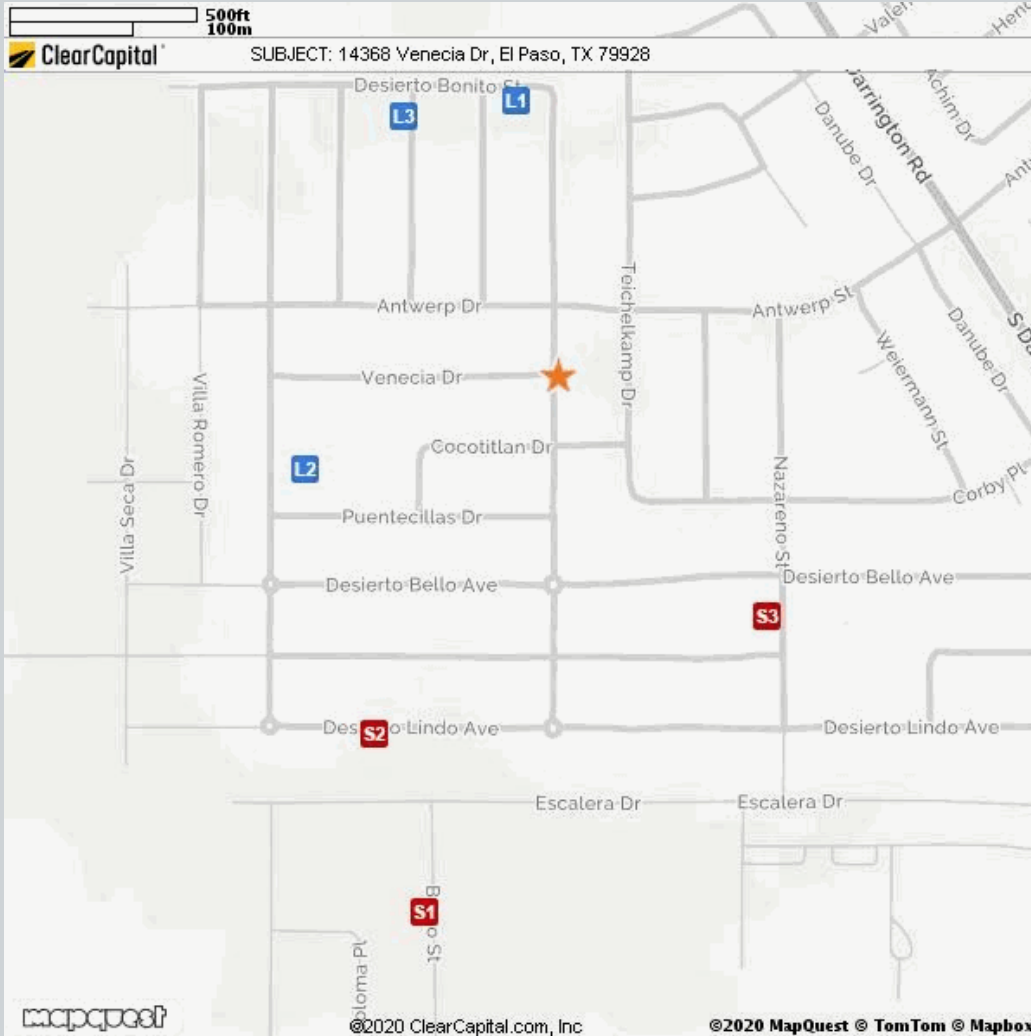 500ft
100m
ClearCapital
SUBJECT: 14368 Venecia Dr, El Paso, TX 79928
Desierto Bonito St
L1
L3
Danube Dr
Achim Dr
Antwerp Dr
Teichelkamp Dr
Antwerp St
Danube Dr
Venecia Dr
Villa Romero Dr
Weiermann St
Cocotitlan Dr
L2
Villa Seca Dr
Nazareno St
Corby Pl
Puentecillas Dr
Desierto Bello Ave
Desierto Bello Ave
S3
S2
Lindo Ave
Desierto Lindo Ave
Escalera Dr
Escalera Dr
S1
mapquest
©2020 ClearCapital.com, Inc
©2020 MapQuest © TomTom © Mapbox